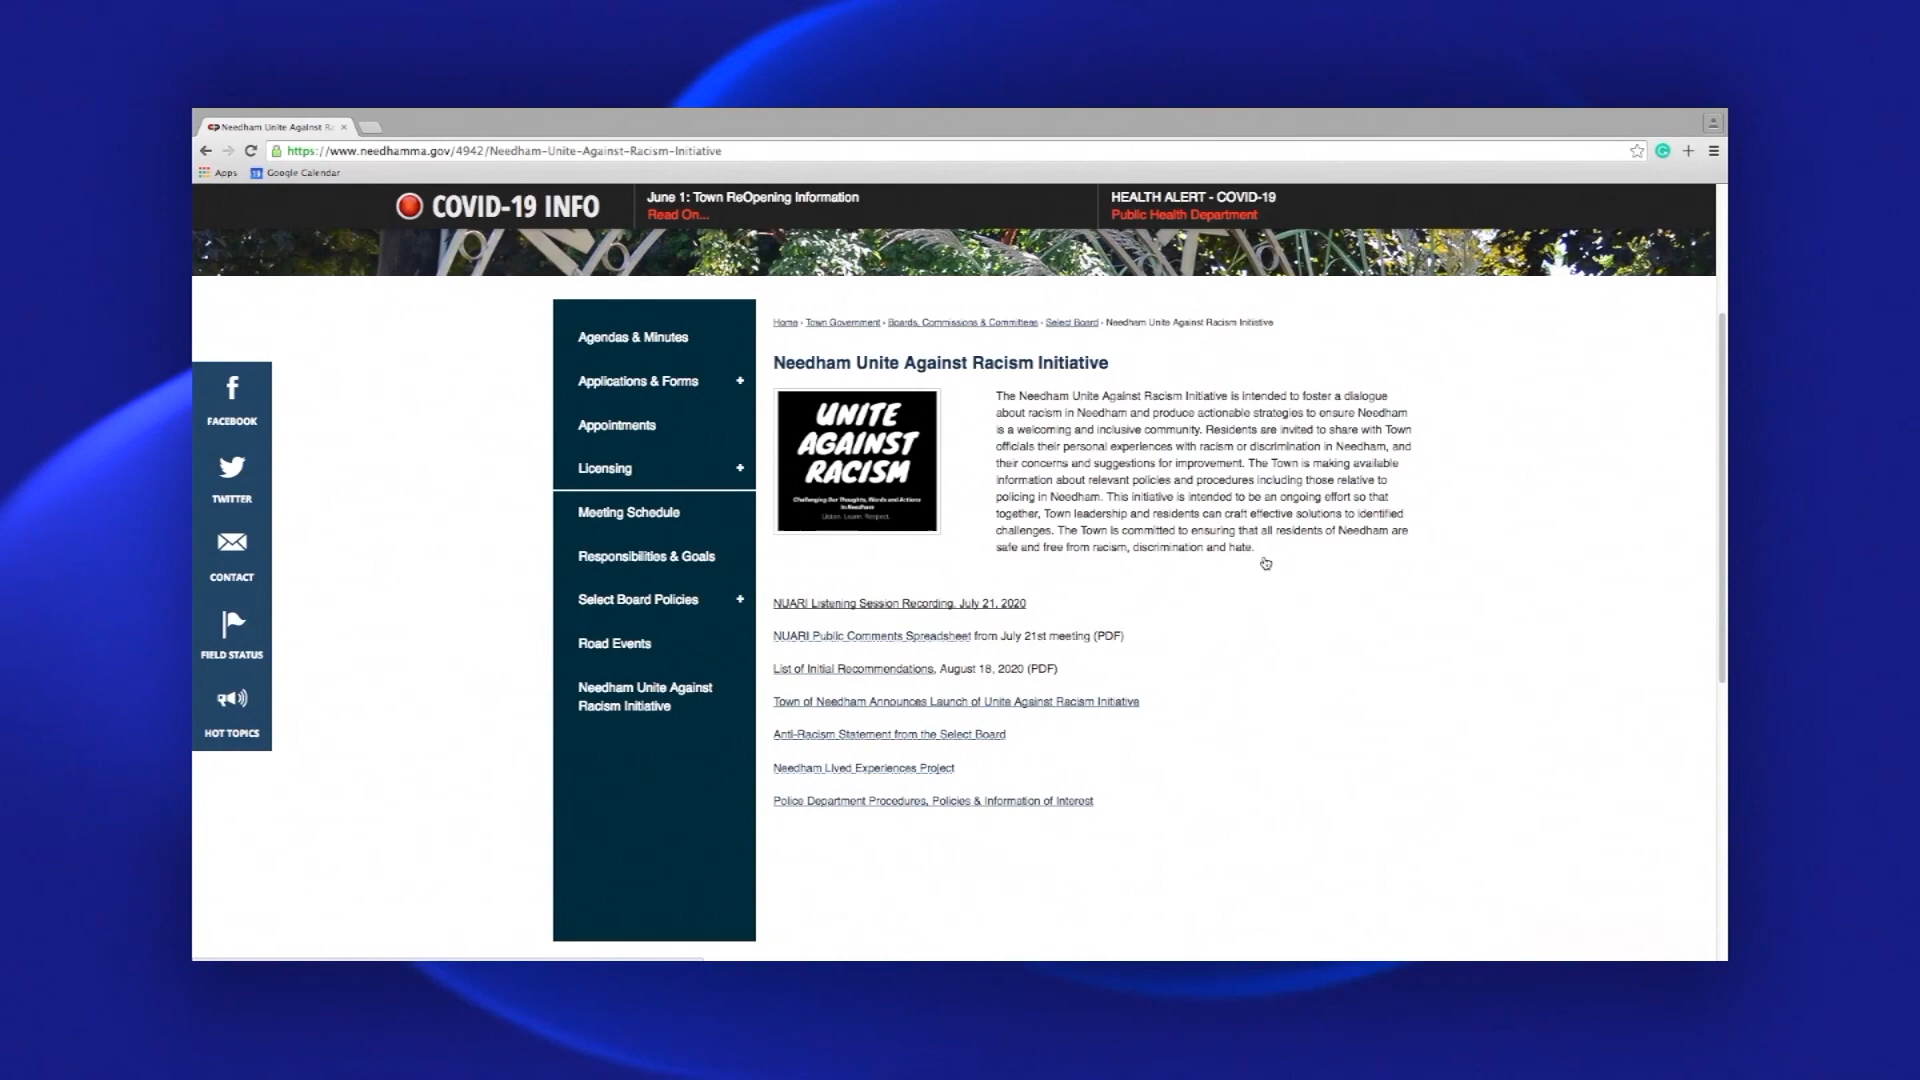 Needham Unite Against Ra
https://www.needhamma.gov/4942/Needham-Unite-Against-Racism-Initiative
Apps Google Calendar
COVID-19 INFO
June 1: Town ReOpening Information
Read On...
HEALTH ALERT - COVID-19
Public Health Department
FACEBOOK
TWITTER
CONTACT
FIELD STATUS
HOT TOPICS
Agendas & Minutes
Applications & Forms +
Appointments
Licensing +
Meeting Schedule
Responsibilities & Goals
Select Board Policies +
Road Events
Needham Unite Against
Racism Initiative
Home › Town Government › Boards, Commissions & Committees › Select Board › Needham Unite Against Racism Initiative
Needham Unite Against Racism Initiative
UNITE
AGAINST
RACISM
Challenging Our Thoughts, Words and Actions
in Needham
Listen. Learn. Respect.
The Needham Unite Against Racism Initiative is intended to foster a dialogue
about racism in Needham and produce actionable strategies to ensure Needham
is a welcoming and inclusive community. Residents are invited to share with Town
officials their personal experiences with racism or discrimination in Needham, and
their concerns and suggestions for improvement. The Town is making available
information about relevant policies and procedures including those relative to
policing in Needham. This initiative is intended to be an ongoing effort so that
together, Town leadership and residents can craft effective solutions to identified
challenges. The Town is committed to ensuring that all residents of Needham are
safe and free from racism, discrimination and hate.
NUARI Listening Session Recording, July 21, 2020
NUARI Public Comments Spreadsheet from July 21st meeting (PDF)
List of Initial Recommendations, August 18, 2020 (PDF)
Town of Needham Announces Launch of Unite Against Racism Initiative
Anti-Racism Statement from the Select Board
Needham Lived Experiences Project
Police Department Procedures, Policies & Information of Interest